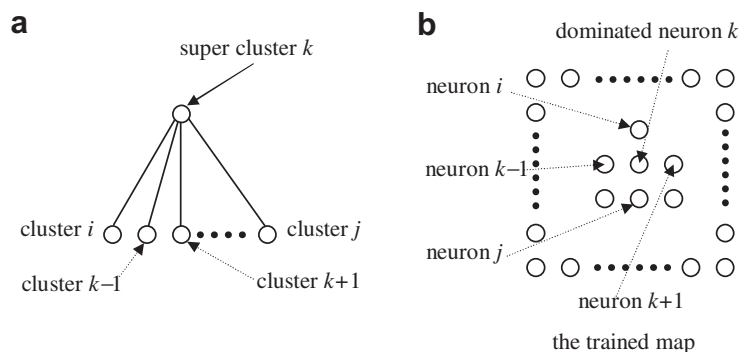 a
super cluster k
cluster i
cluster j
cluster k−1
cluster k+1
b
dominated neuron k
neuron i
neuron k−1
neuron j
neuron k+1
the trained map